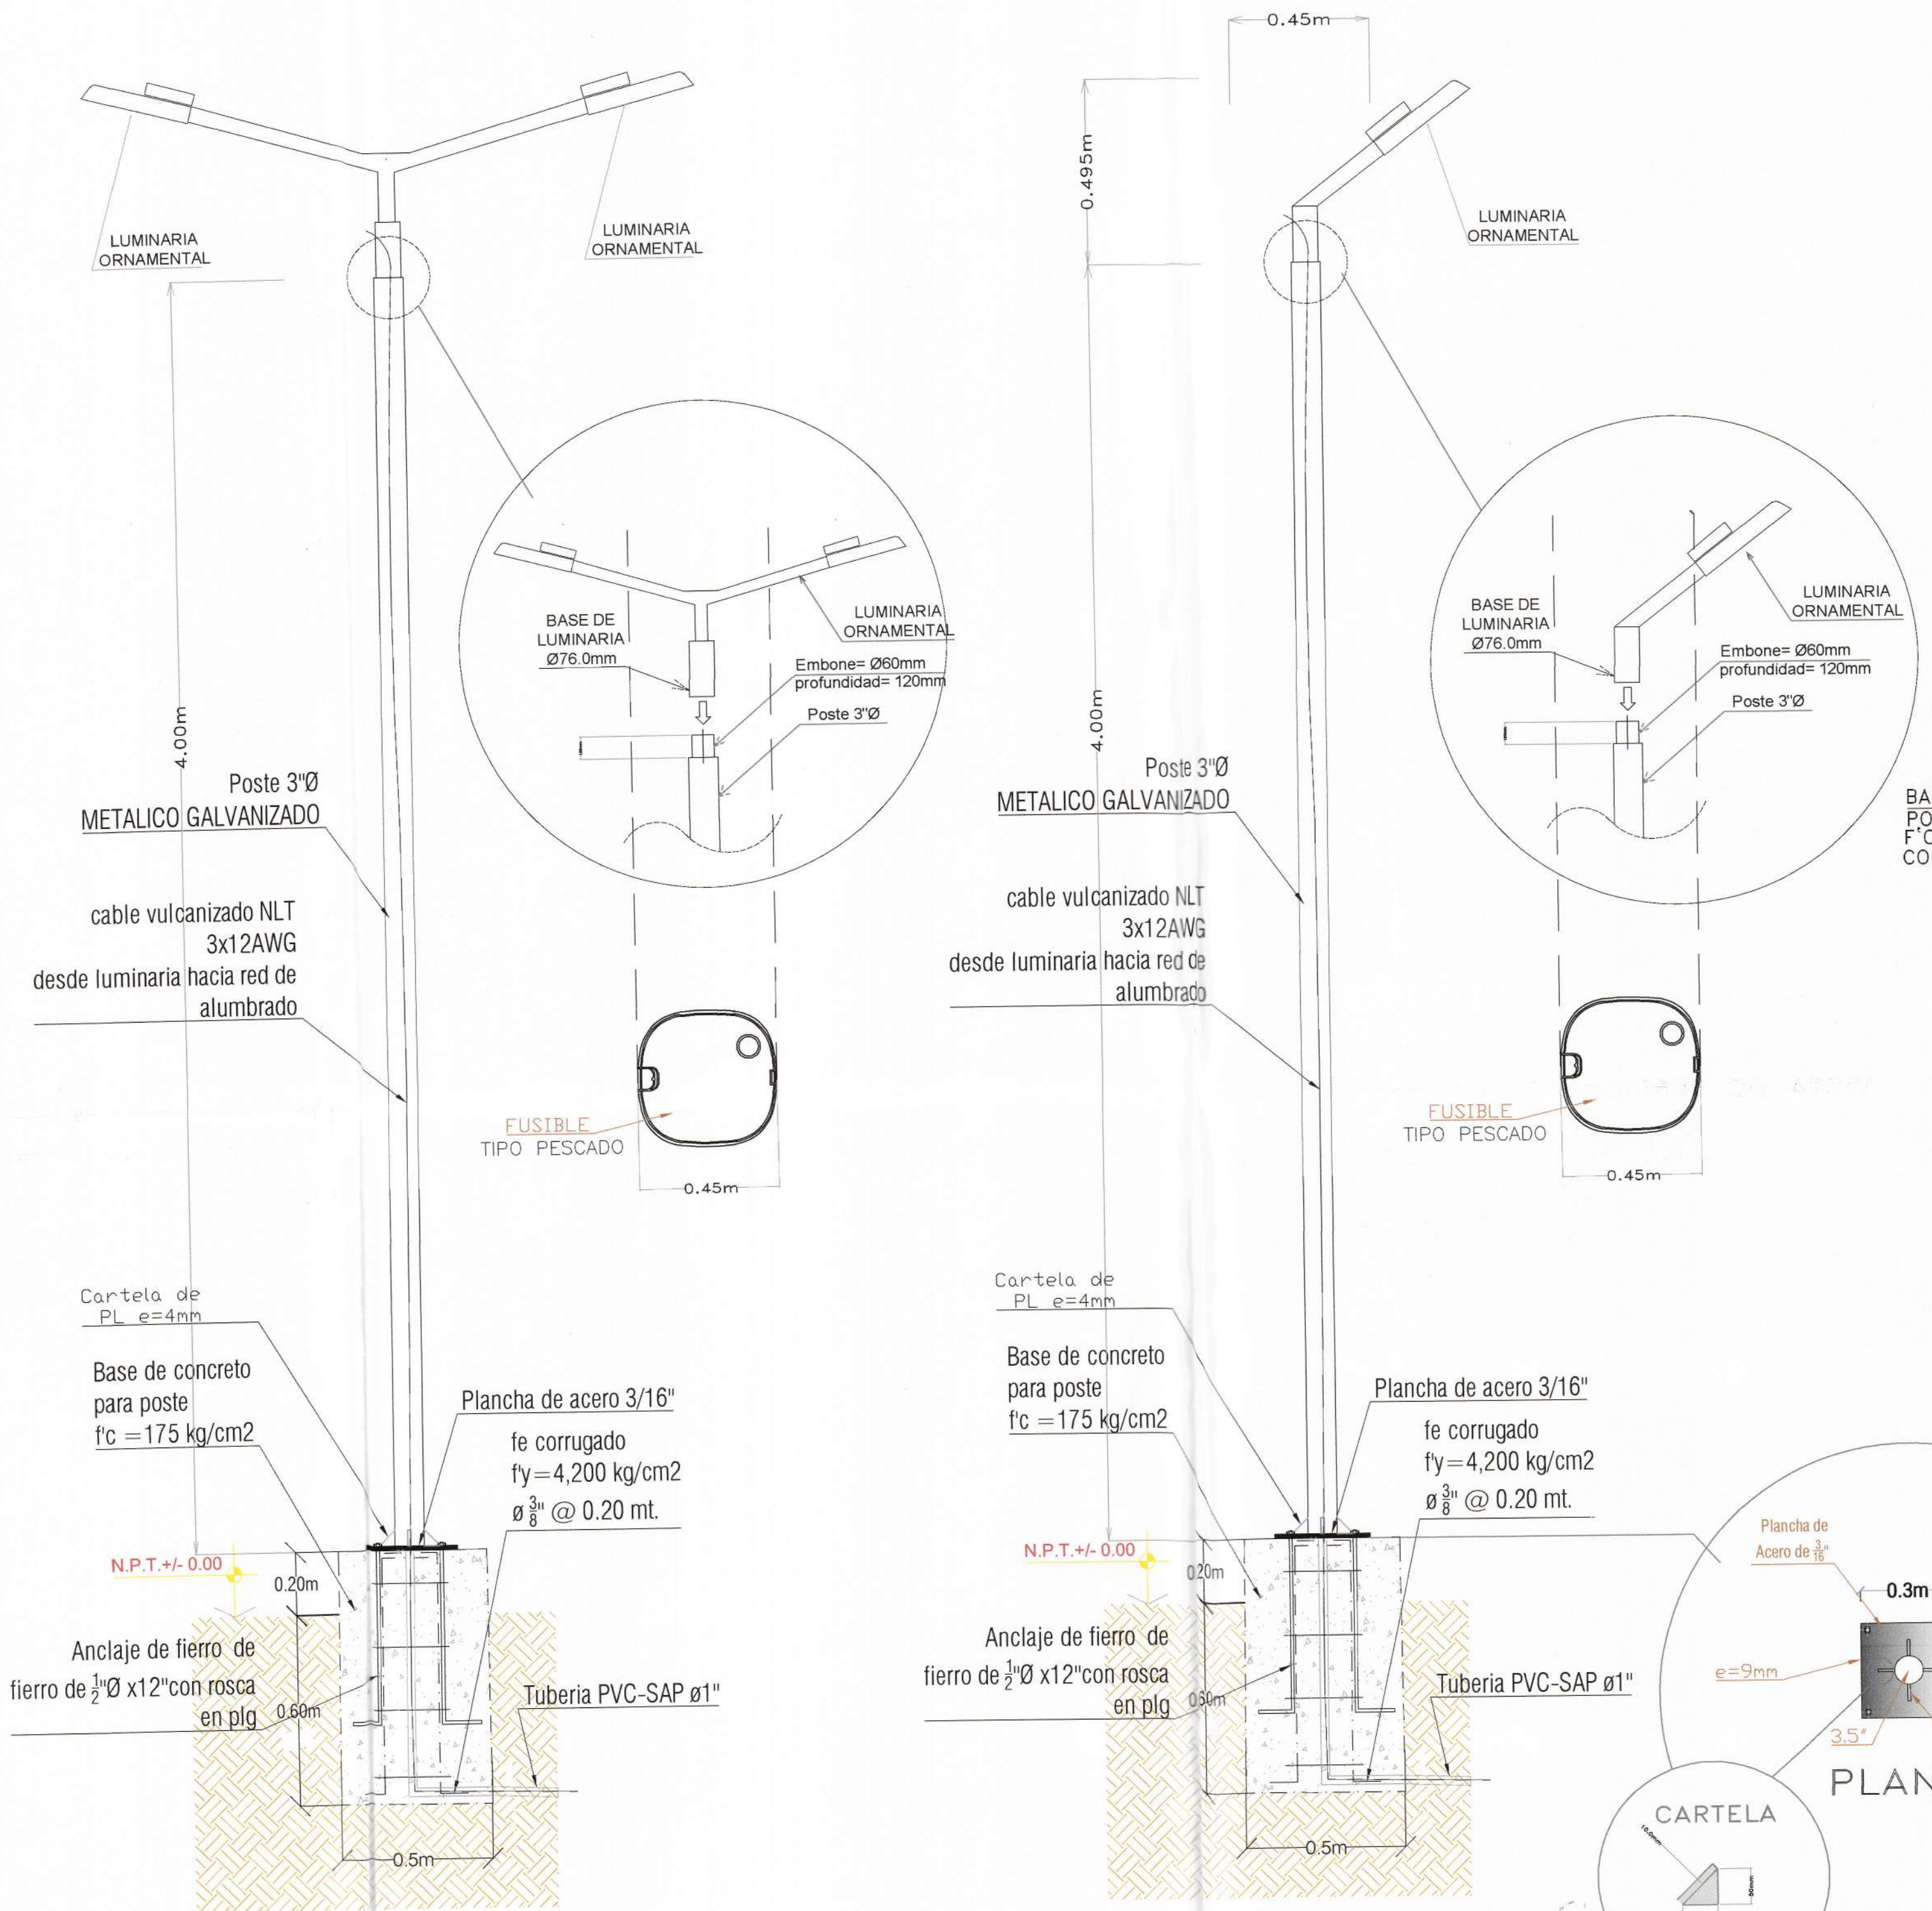 LUMINARIA
ORNAMENTAL
LUMINARIA
ORNAMENTAL
4.00m
BASE DE
LUMINARIA
Ø76.0mm
LUMINARIA
ORNAMENTAL
Embone= Ø60mm
profundidad= 120mm
Poste 3"Ø
Poste 3"Ø
METALICO GALVANIZADO
cable vulcanizado NLT
3x12AWG
desde luminaria hacia red de
alumbrado
FUSIBLE
TIPO PESCADO
0.45m
Cartela de
PL e=4mm
Base de concreto
para poste
f'c =175 kg/cm2
Plancha de acero 3/16"
fe corrugado
f'y=4,200 kg/cm2
ø 3/8" @ 0.20 mt.
N.P.T.+/- 0.00
0.20m
Anclaje de fierro de
fierro de 1/2"Ø x12"con rosca
en plg
0.60m
Tuberia PVC-SAP ø1"
0.5m
0.45m
0.495m
LUMINARIA
ORNAMENTAL
4.00m
BASE DE
LUMINARIA
Ø76.0mm
LUMINARIA
ORNAMENTAL
Embone= Ø60mm
profundidad= 120mm
Poste 3"Ø
Poste 3"Ø
METALICO GALVANIZADO
BA
PO
F'C
CO
cable vulcanizado NLT
3x12AWG
desde luminaria hacia red de
alumbrado
FUSIBLE
TIPO PESCADO
0.45m
Cartela de
PL e=4mm
Base de concreto
para poste
f'c =175 kg/cm2
Plancha de acero 3/16"
fe corrugado
f'y=4,200 kg/cm2
ø 3/8" @ 0.20 mt.
N.P.T.+/- 0.00
0.20m
Anclaje de fierro de
fierro de 1/2"Ø x12"con rosca
en plg
0.60m
Tuberia PVC-SAP ø1"
0.5m
Plancha de
Acero de 3/16"
0.3m
e=9mm
3.5"
PLAN
CARTELA
10.0mm
50mm